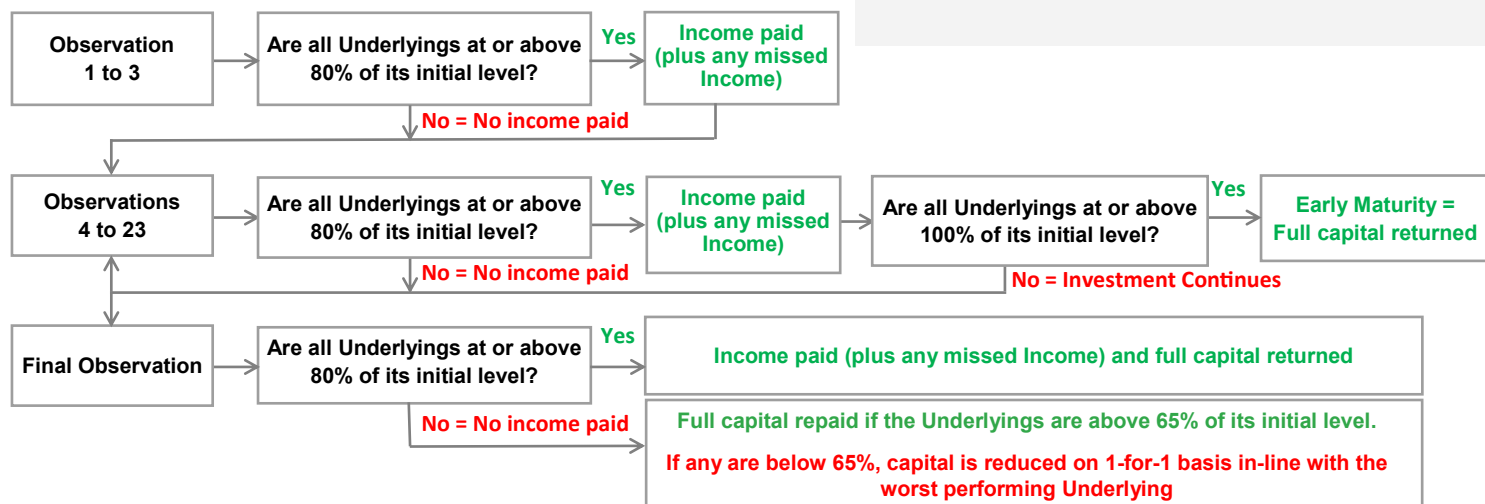 Observation
1 to 3
Are all Underlyings at or above
80% of its initial level?
Yes
Income paid
(plus any missed
Income)
No = No income paid
Observations
4 to 23
Are all Underlyings at or above
80% of its initial level?
Yes
Income paid
(plus any missed
Income)
Are all Underlyings at or above
100% of its initial level?
Yes
Early Maturity =
Full capital returned
No = No income paid
No = Investment Continues
Final Observation
Are all Underlyings at or above
80% of its initial level?
Yes
Income paid (plus any missed Income) and full capital returned
No = No income paid
Full capital repaid if the Underlyings are above 65% of its initial level.
If any are below 65%, capital is reduced on 1-for-1 basis in-line with the
worst performing Underlying